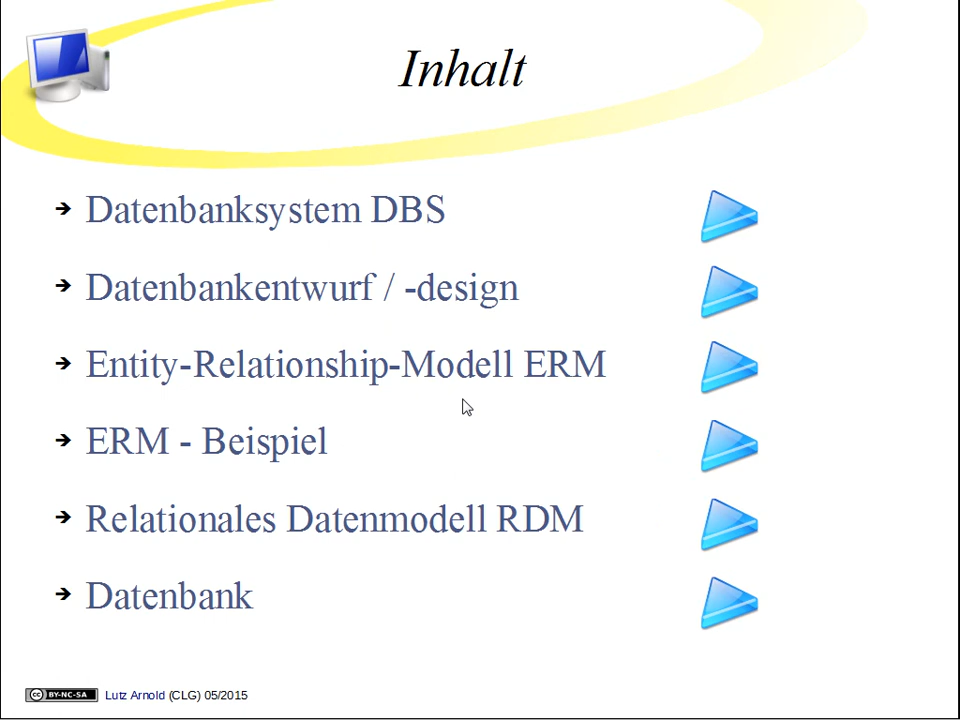 Inhalt
Datenbanksystem DBS
Datenbankentwurf / -design
Entity-Relationship-Modell ERM
ERM - Beispiel
Relationales Datenmodell RDM
Datenbank
cc BY-NC-SA Lutz Arnold (CLG) 05/2015